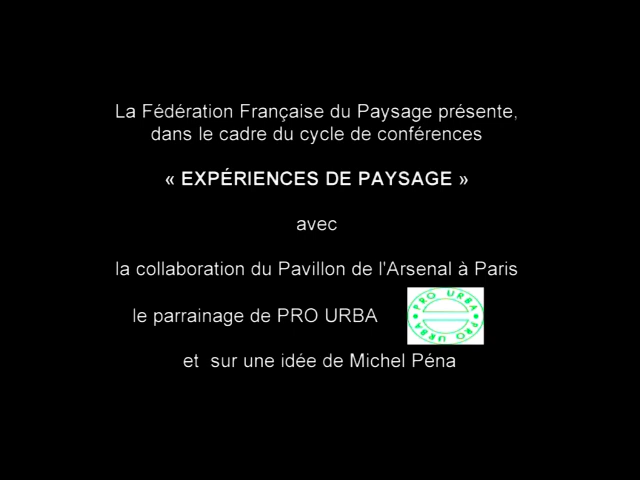 La Fédération Française du Paysage présente,
dans le cadre du cycle de conférences
« EXPÉRIENCES DE PAYSAGE »
avec
la collaboration du Pavillon de l'Arsenal à Paris
le parrainage de PRO URBA
PRO URBA • PRO URBA •
et sur une idée de Michel Péna